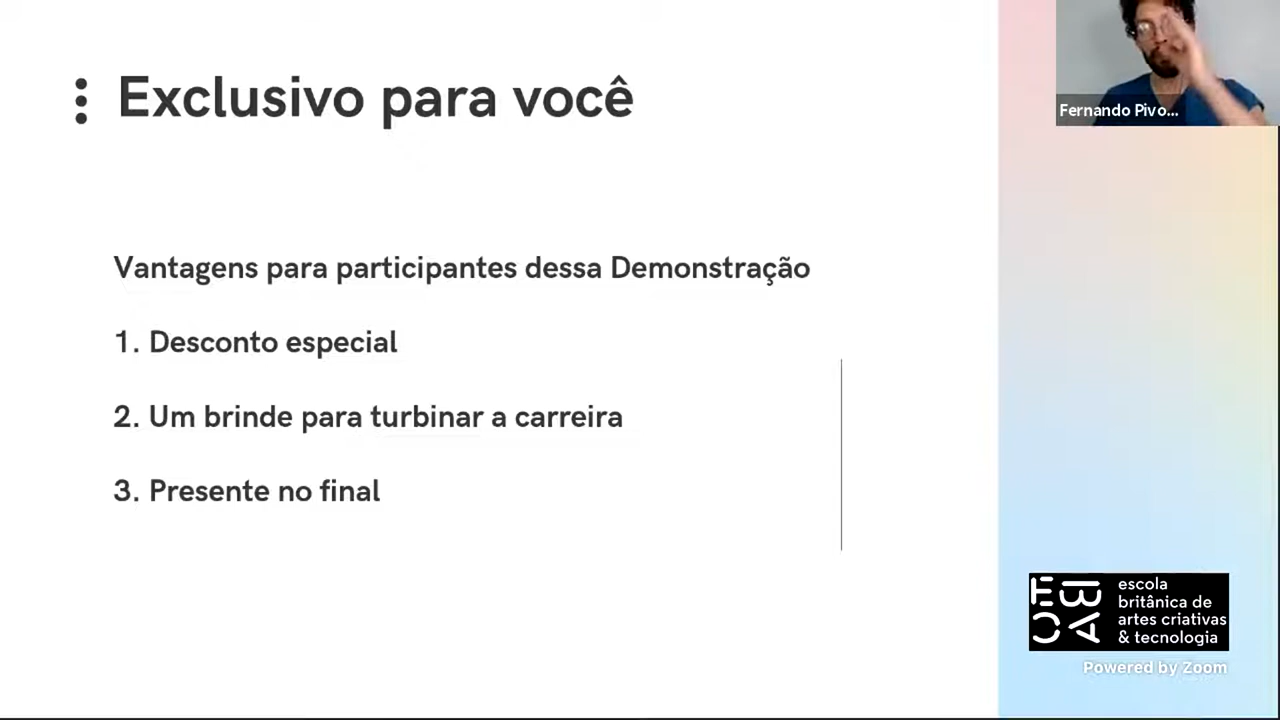 Exclusivo para você
Fernando Pivo...
Vantagens para participantes dessa Demonstração
1. Desconto especial
2. Um brinde para turbinar a carreira
3. Presente no final
EBAC
escola
britânica de
artes criativas
& tecnologia
Powered by Zoom